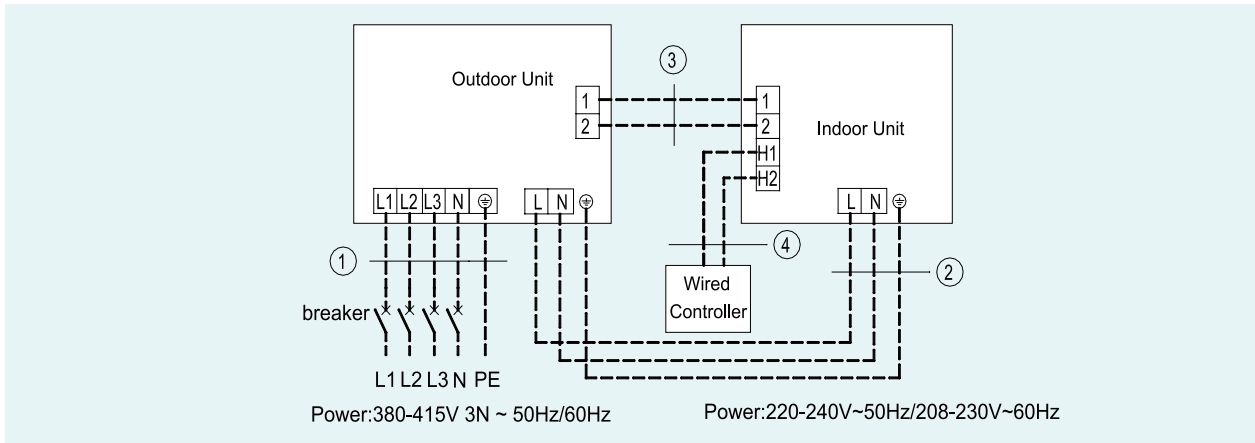 Outdoor Unit
1
2
③
1
2
H1
H2
Indoor Unit
L1 L2 L3 N
L N
L N
①
④
②
Wired
Controller
breaker
L1 L2 L3 N PE
Power:380-415V 3N ~ 50Hz/60Hz
Power:220-240V~50Hz/208-230V~60Hz